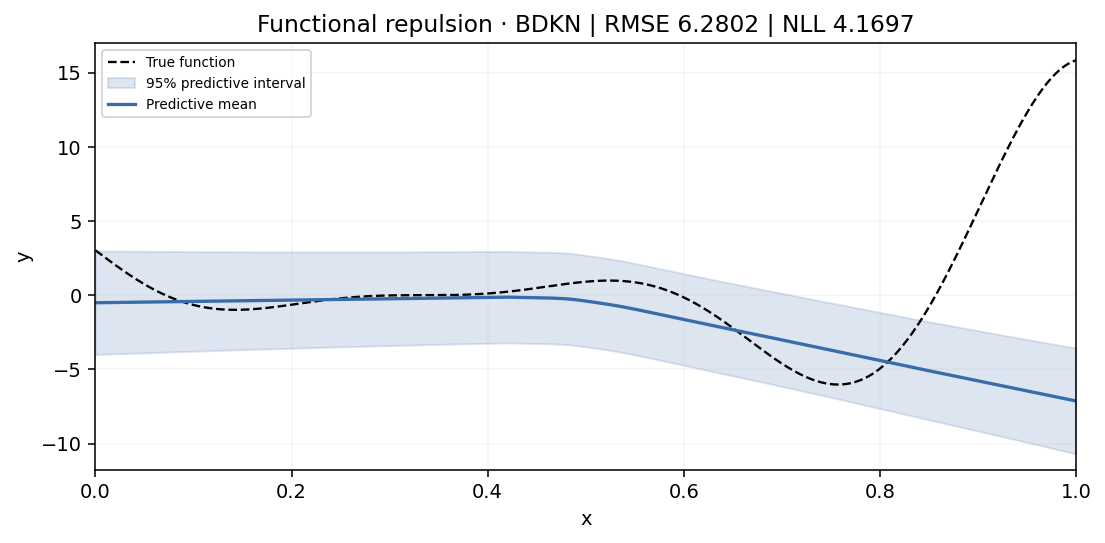 Functional repulsion · BDKN | RMSE 6.2802 | NLL 4.1697
True function
95% predictive interval
Predictive mean
15
10
5
0
−5
−10
y
0.0 0.2 0.4 0.6 0.8 1.0
x